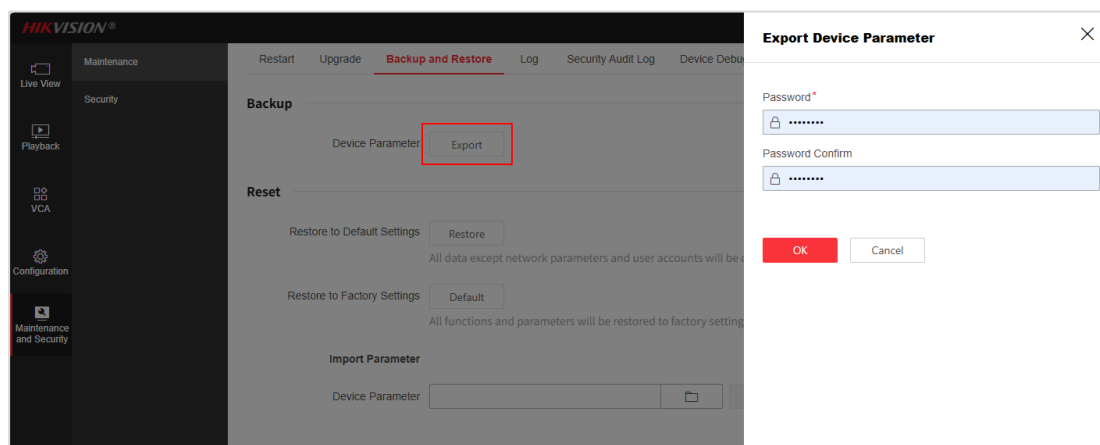 HIKVISION®
Live View
Playback
VCA
Configuration
Maintenance
and Security
Maintenance
Security
Restart Upgrade Backup and Restore Log Security Audit Log Device Debu
Backup
Device Parameter Export
Reset
Restore to Default Settings Restore
All data except network parameters and user accounts will be
Restore to Factory Settings Default
All functions and parameters will be restored to factory setting
Import Parameter
Device Parameter
Export Device Parameter
Password*
••••••••
Password Confirm
••••••••
OK Cancel